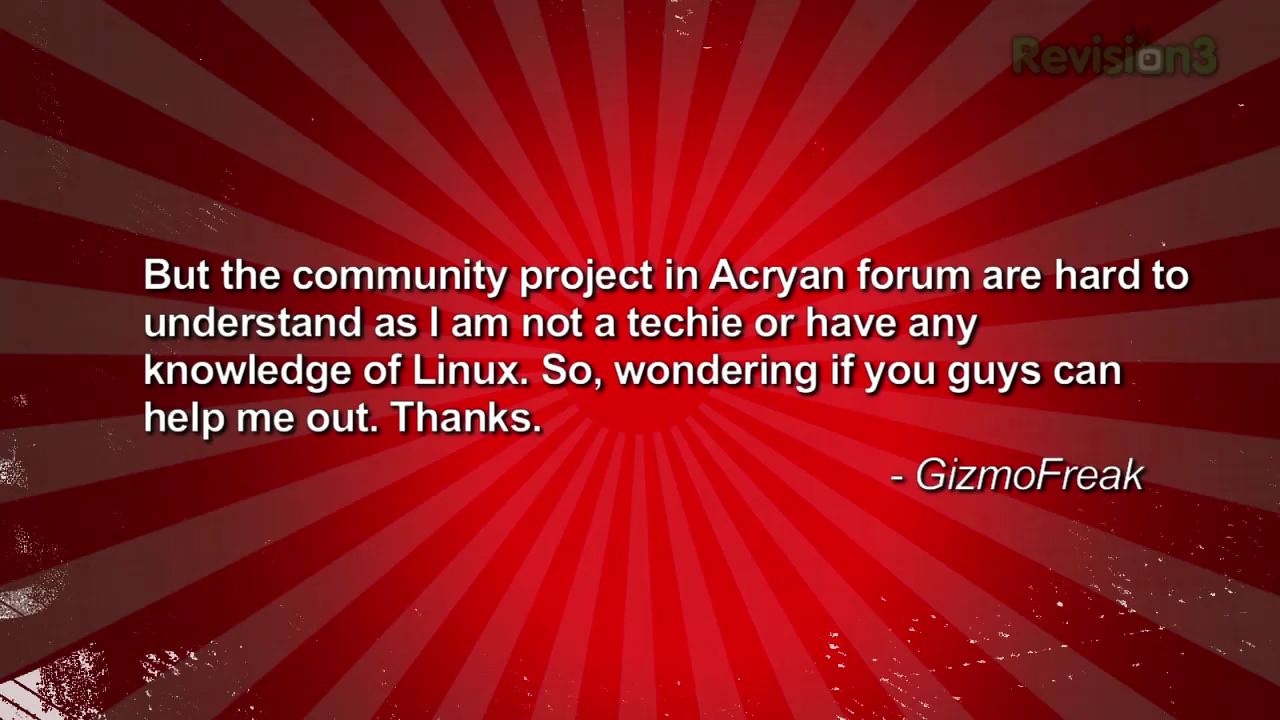 Revision3
But the community project in Acryan forum are hard to
understand as I am not a techie or have any
knowledge of Linux. So, wondering if you guys can
help me out. Thanks.
- GizmoFreak